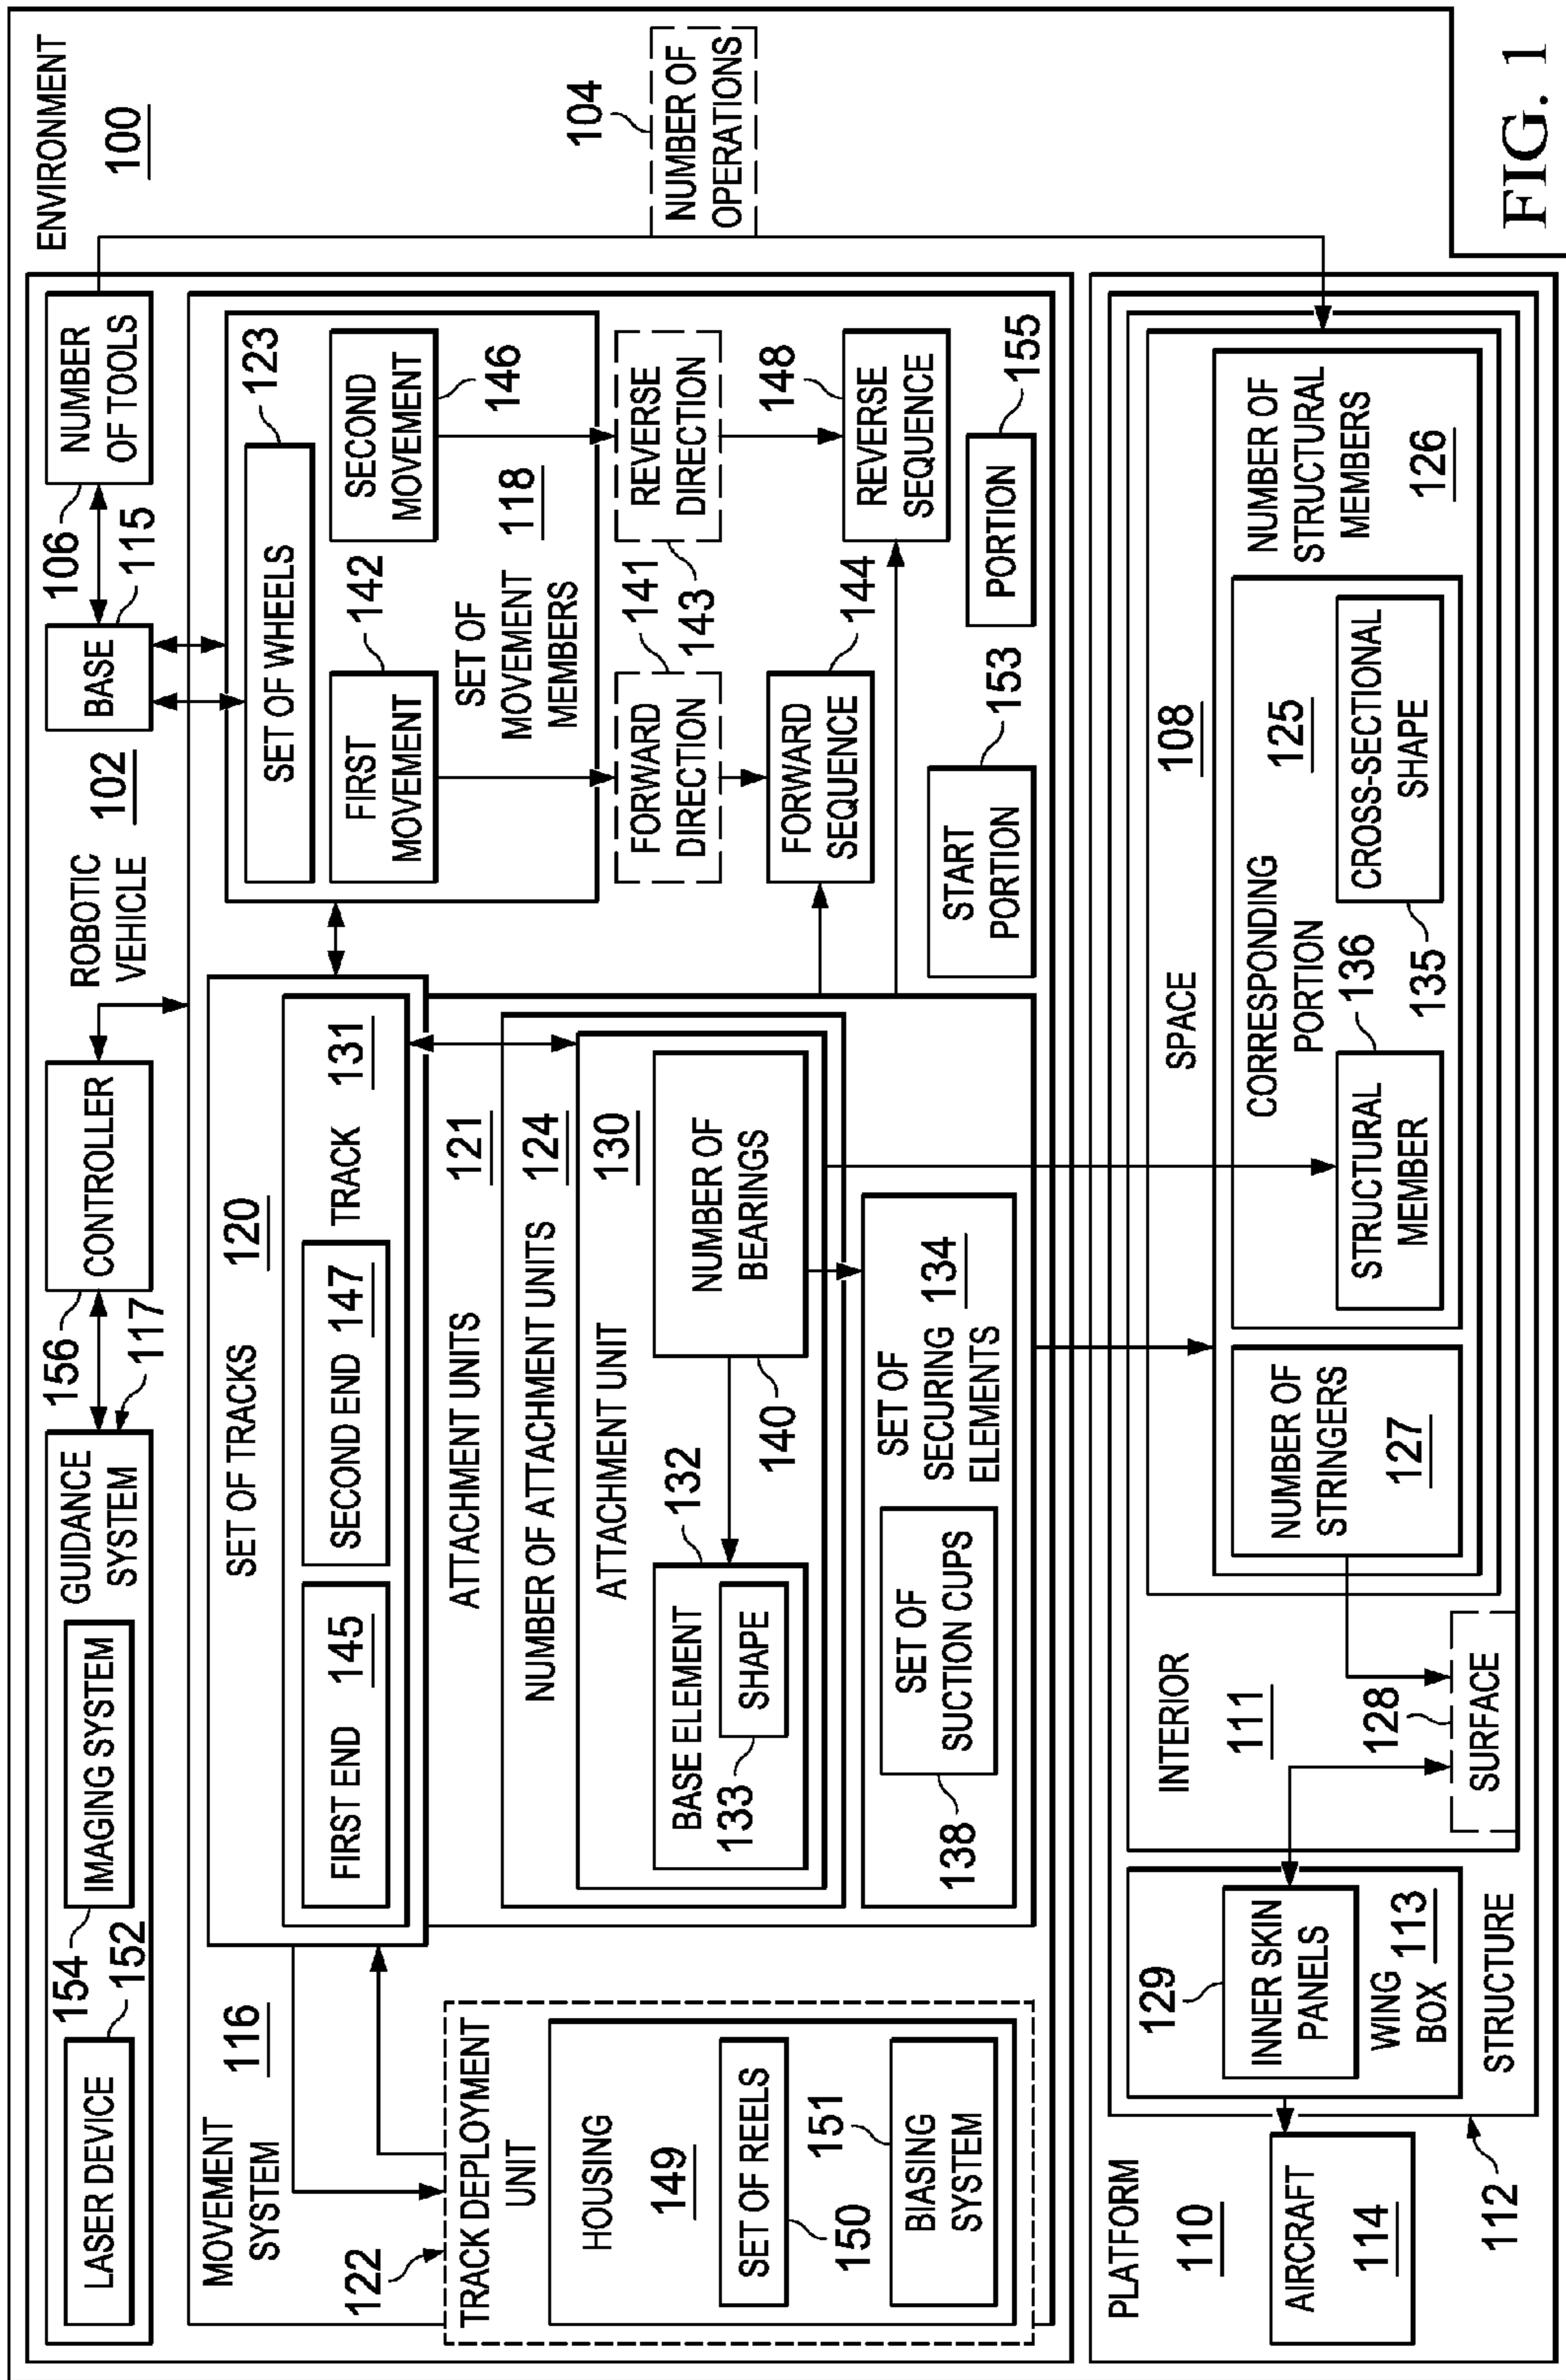 ENVIRONMENT
100
LASER DEVICE
152
IMAGING SYSTEM
154
GUIDANCE
SYSTEM
117
156
CONTROLLER
ROBOTIC
VEHICLE
102
BASE
115
106
NUMBER
OF TOOLS
104
NUMBER OF
OPERATIONS
MOVEMENT
SYSTEM
116
SET OF TRACKS
120
FIRST END
145
SECOND END
147
TRACK
131
SET OF WHEELS
123
FIRST
MOVEMENT
142
SECOND
MOVEMENT
146
SET OF
MOVEMENT
MEMBERS
118
FORWARD
DIRECTION
141
REVERSE
DIRECTION
143
FORWARD
SEQUENCE
144
REVERSE
SEQUENCE
148
START
PORTION
153
PORTION
155
122
TRACK DEPLOYMENT
UNIT
HOUSING
149
SET OF REELS
150
151
BIASING
SYSTEM
ATTACHMENT UNITS
121
NUMBER OF ATTACHMENT UNITS
124
ATTACHMENT UNIT
130
BASE ELEMENT
132
SHAPE
133
NUMBER OF
BEARINGS
140
SET OF
SUCTION CUPS
138
SET OF
SECURING
ELEMENTS
134
PLATFORM
110
AIRCRAFT
114
112
129
INNER SKIN
PANELS
WING
BOX
113
STRUCTURE
INTERIOR
111
128
SURFACE
SPACE
108
NUMBER OF
STRINGERS
127
CORRESPONDING
PORTION
125
STRUCTURAL
MEMBER
136
CROSS-SECTIONAL
SHAPE
135
NUMBER OF
STRUCTURAL
MEMBERS
126
FIG. 1